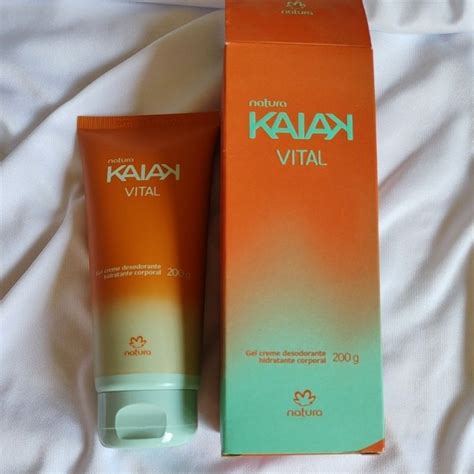 natura
KAIAK
VITAL
Gel creme desodorante
hidratante corporal 200 g
natura
natura
KAIAK
VITAL
Gel creme desodorante
hidratante corporal 200 g
natura